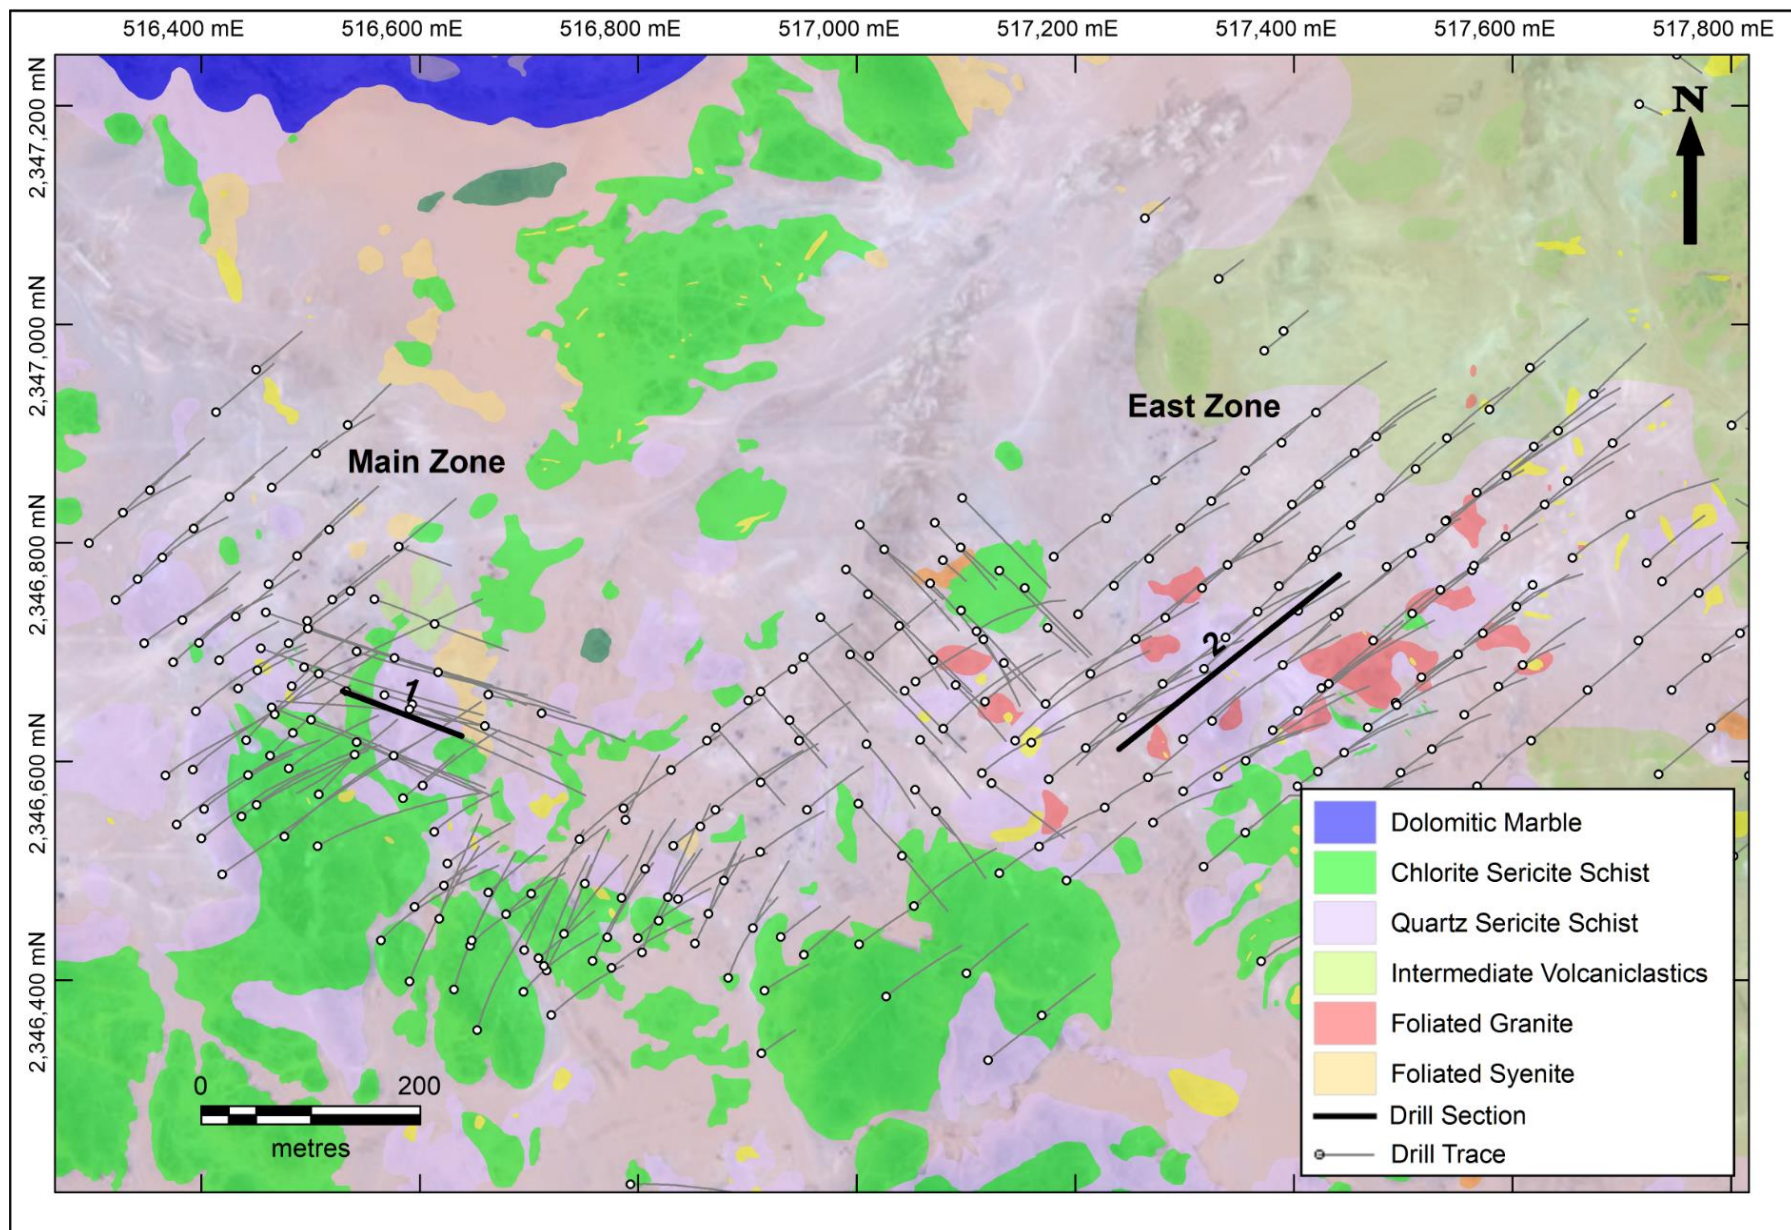 516,400 mE 516,600 mE 516,800 mE 517,000 mE 517,200 mE 517,400 mE 517,600 mE 517,800 mE
2,347,200 mN
2,347,000 mN
2,346,800 mN
2,346,600 mN
2,346,400 mN
N
East Zone
Main Zone
1
2
0 200
metres
Dolomitic Marble
Chlorite Sericite Schist
Quartz Sericite Schist
Intermediate Volcaniclastics
Foliated Granite
Foliated Syenite
Drill Section
Drill Trace